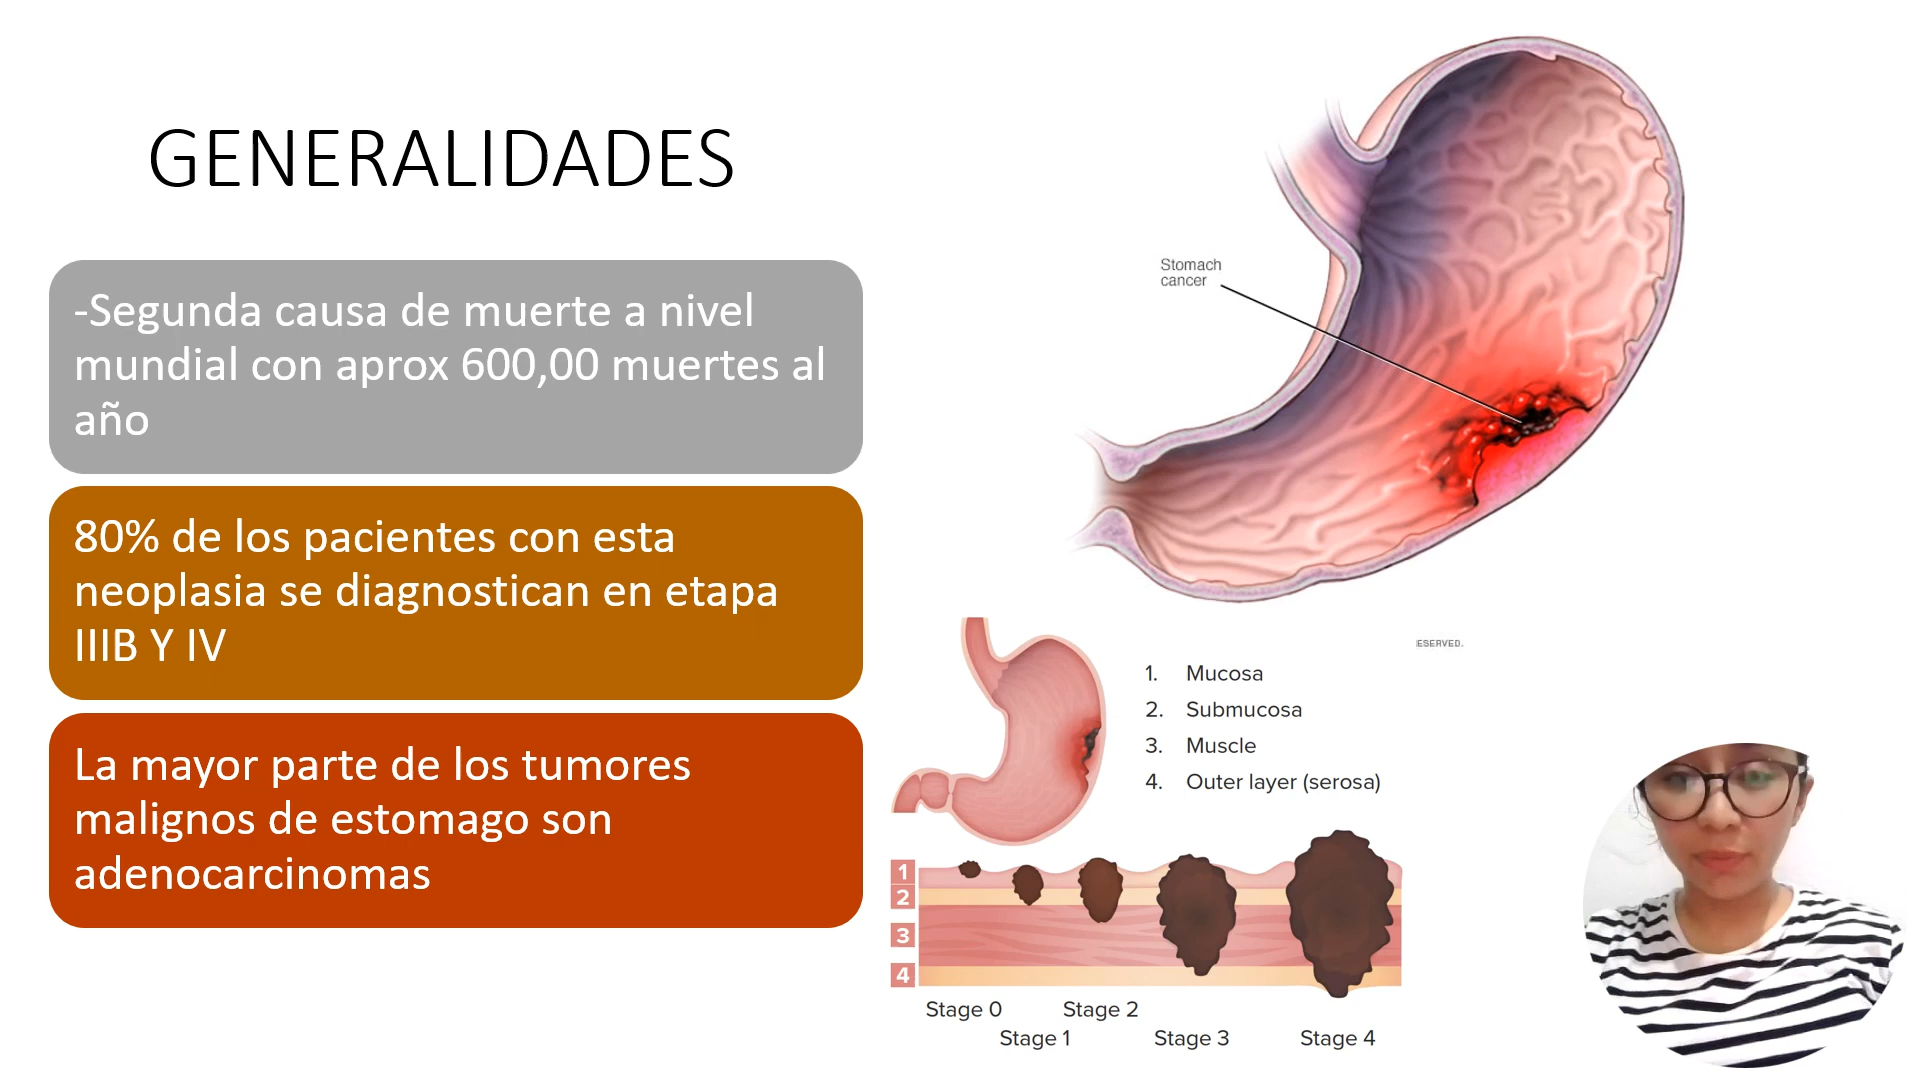 GENERALIDADES
-Segunda causa de muerte a nivel
mundial con aprox 600,00 muertes al
año
80% de los pacientes con esta
neoplasia se diagnostican en etapa
IIIB Y IV
La mayor parte de los tumores
malignos de estomago son
adenocarcinomas
Stomach
cancer
ESERVED.
1. Mucosa
2. Submucosa
3. Muscle
4. Outer layer (serosa)
1
2
3
4
Stage 0
Stage 1
Stage 2
Stage 3
Stage 4